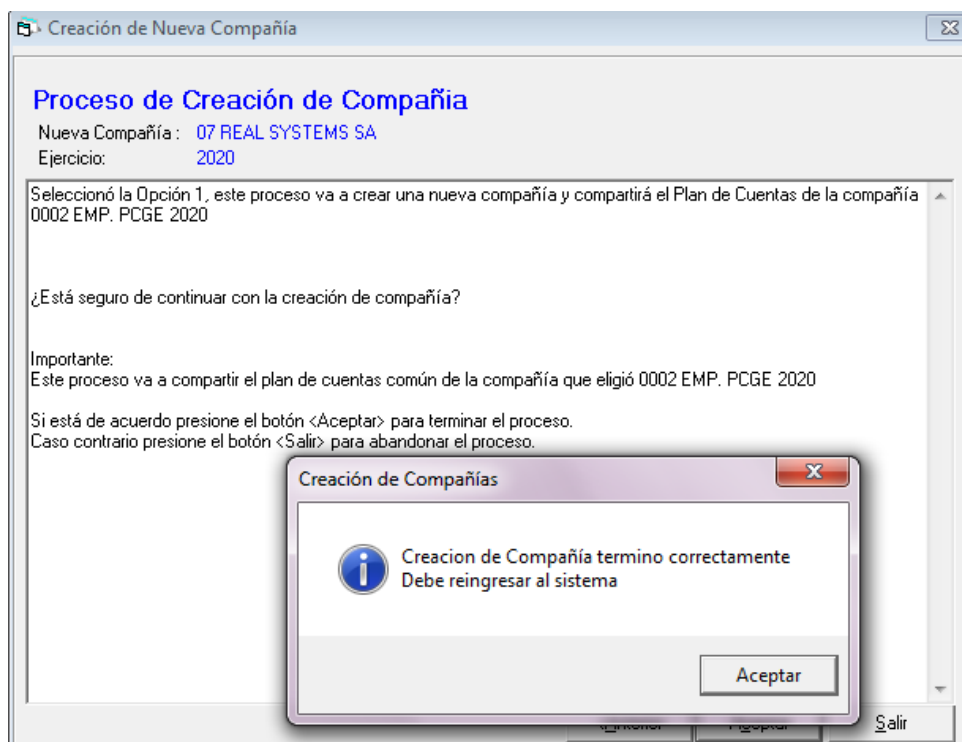 Creación de Nueva Compañía
Proceso de Creación de Compañia
Nueva Compañía : 07 REAL SYSTEMS SA
Ejercicio: 2020
Seleccionó la Opción 1, este proceso va a crear una nueva compañía y compartirá el Plan de Cuentas de la compañía
0002 EMP. PCGE 2020
¿Está seguro de continuar con la creación de compañía?
Importante:
Este proceso va a compartir el plan de cuentas común de la compañía que eligió 0002 EMP. PCGE 2020
Si está de acuerdo presione el botón <Aceptar> para terminar el proceso.
Caso contrario presione el botón <Salir> para abandonar el proceso.
Creación de Compañías
Creacion de Compañía termino correctamente
Debe reingresar al sistema
Aceptar
Salir